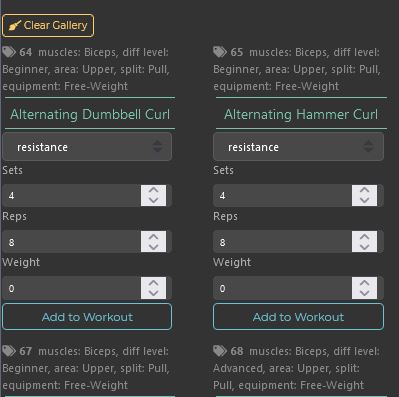 Clear Gallery
64 muscles: Biceps, diff level:
Beginner, area: Upper, split: Pull,
equipment: Free-Weight
Alternating Dumbbell Curl
resistance
Sets
4
Reps
8
Weight
0
Add to Workout
65 muscles: Biceps, diff level:
Beginner, area: Upper, split: Pull,
equipment: Free-Weight
Alternating Hammer Curl
resistance
Sets
4
Reps
8
Weight
0
Add to Workout
67 muscles: Biceps, diff level:
Beginner, area: Upper, split: Pull,
equipment: Free-Weight
68 muscles: Biceps, diff level:
Advanced, area: Upper, split:
Pull, equipment: Free-Weight